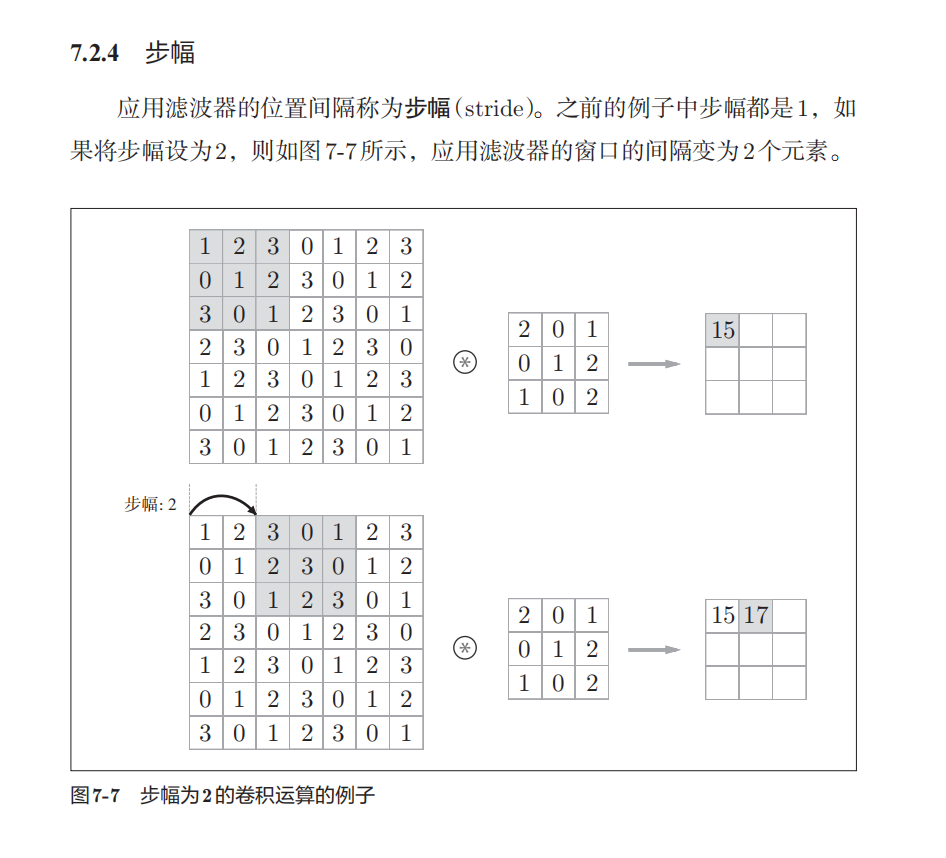 7.2.4 步幅
应用滤波器的位置间隔称为步幅(stride)。之前的例子中步幅都是1，如
果将步幅设为2，则如图7-7所示，应用滤波器的窗口的间隔变为2个元素。
1 2 3 0 1 2 3
0 1 2 3 0 1 2
3 0 1 2 3 0 1
2 3 0 1 2 3 0
1 2 3 0 1 2 3
0 1 2 3 0 1 2
3 0 1 2 3 0 1
*
2 0 1
0 1 2
1 0 2
15
步幅: 2
1 2 3 0 1 2 3
0 1 2 3 0 1 2
3 0 1 2 3 0 1
2 3 0 1 2 3 0
1 2 3 0 1 2 3
0 1 2 3 0 1 2
3 0 1 2 3 0 1
*
2 0 1
0 1 2
1 0 2
15 17
图7-7 步幅为2的卷积运算的例子